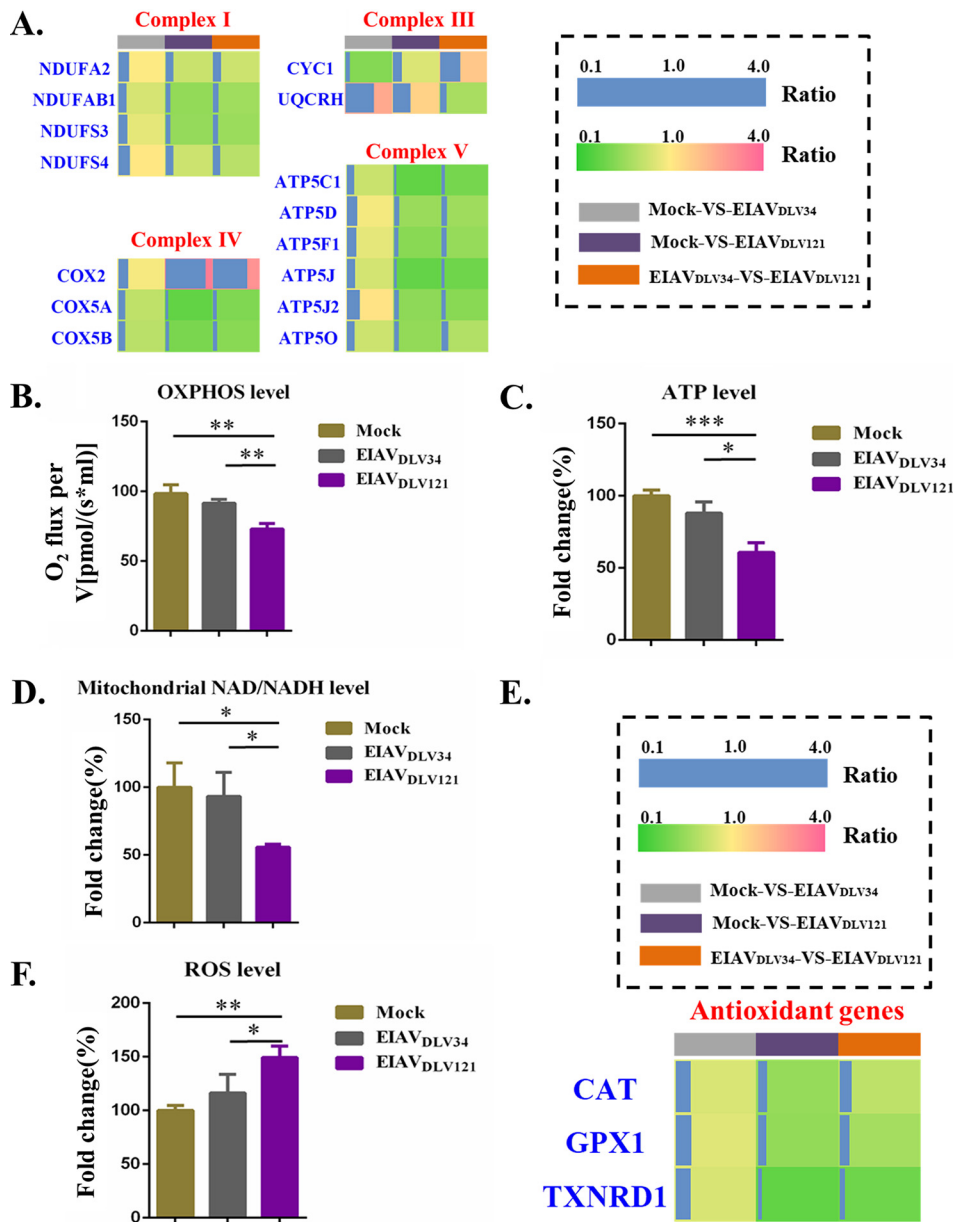 A.
Complex I
NDUFA2
NDUFAB1
NDUFS3
NDUFS4
Complex IV
COX2
COX5A
COX5B
Complex III
CYC1
UQCRH
Complex V
ATP5C1
ATP5D
ATP5F1
ATP5J
ATP5J2
ATP5O
0.1 1.0 4.0
Ratio
0.1 1.0 4.0
Ratio
Mock-VS-EIAVDLV34
Mock-VS-EIAVDLV121
EIAVDLV34-VS-EIAVDLV121
B.
OXPHOS level
O2 flux per
V[pmol/(s*ml)]
150
100
50
0
**
**
Mock
EIAVDLV34
EIAVDLV121
C.
ATP level
Fold change(%)
150
100
50
0
***
*
Mock
EIAVDLV34
EIAVDLV121
D.
Mitochondrial NAD/NADH level
Fold change(%)
150
100
50
0
*
*
Mock
EIAVDLV34
EIAVDLV121
E.
0.1 1.0 4.0
Ratio
0.1 1.0 4.0
Ratio
Mock-VS-EIAVDLV34
Mock-VS-EIAVDLV121
EIAVDLV34-VS-EIAVDLV121
Antioxidant genes
CAT
GPX1
TXNRD1
F.
ROS level
Fold change(%)
200
150
100
50
0
**
*
Mock
EIAVDLV34
EIAVDLV121